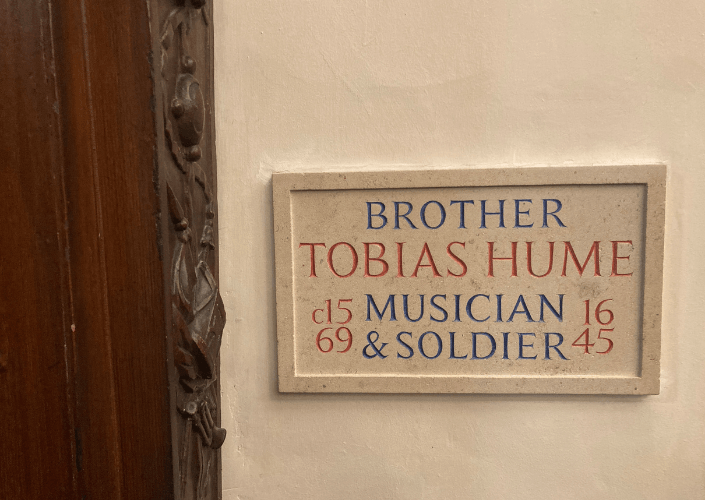 BROTHER
TOBIAS HUME
c15 MUSICIAN 16
69 & SOLDIER 45